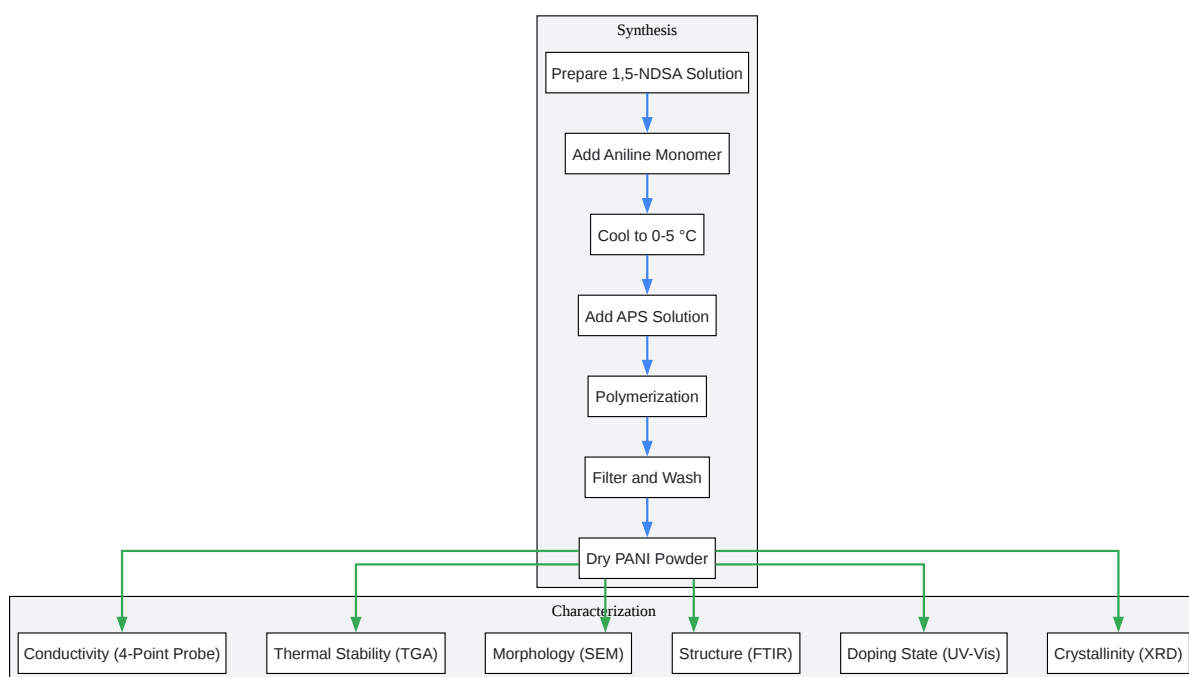 Synthesis
Prepare 1,5-NDSA Solution
Add Aniline Monomer
Cool to 0-5 °C
Add APS Solution
Polymerization
Filter and Wash
Dry PANI Powder
Characterization
Conductivity (4-Point Probe)
Thermal Stability (TGA)
Morphology (SEM)
Structure (FTIR)
Doping State (UV-Vis)
Crystallinity (XRD)